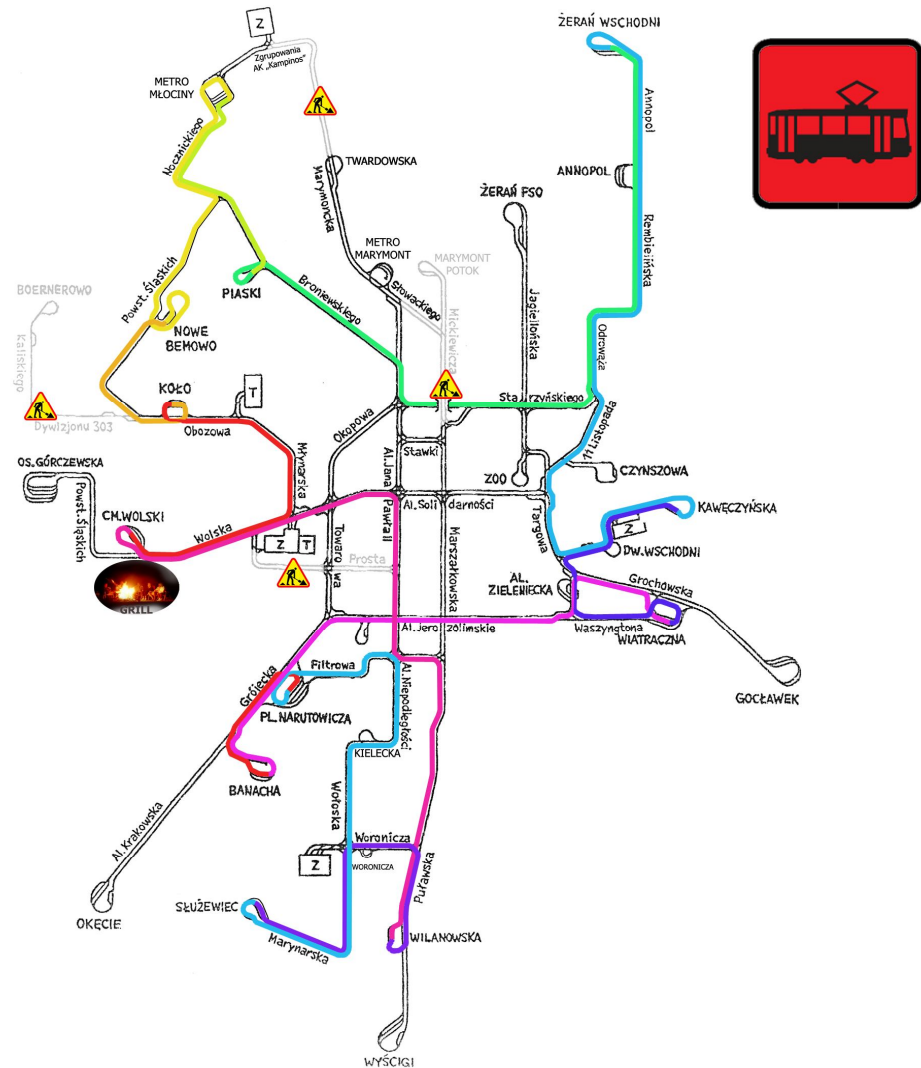 Z
Zgrupowania
AK „Kampinos"
ŻERAŃ WSCHODNI
METRO
MŁOCINY
Nocznickiego
Marymoncka
TWARDOWSKA
Annopol
ANNOPOL
Rembielińska
ŻERAŃ FSO
METRO
MARYMONT
MARYMONT
POTOK
Słowackiego
Mickiewicza
Jagiellońska
Odrowąża
BOERNEROWO
Kaliskiego
Powst. Śląskich
PIASKI
Broniewskiego
NOWE
BEMOWO
KOŁO
T
Dywizjonu 303
Obozowa
Okopowa
Starzyńskiego
11 Listopada
Stawki
Młynarska
Al. Jana
Pawła II
ZOO
CZYNSZOWA
OS. GÓRCZEWSKA
Powst. Śląskich
CM. WOLSKI
Wolska
Al. Soli darności
Targowa
KAWĘCZYŃSKA
Z
DW. WSCHODNI
Z
T
Towarowa
Prosta
Marszałkowska
GRILL
AL.
ZIELENIECKA
Grochowska
Al. Jerozolimskie
Waszyngtona
WIATRACZNA
GOCŁAWEK
Grójecka
Filtrowa
PL. NARUTOWICZA
Al. Niepodległości
KIELECKA
BANACHA
Al. Krakowska
Wołoska
Woronicza
Z
WORONICZA
Puławska
OKĘCIE
SŁUŻEWIEC
Marynarska
WILANOWSKA
WYŚCIGI